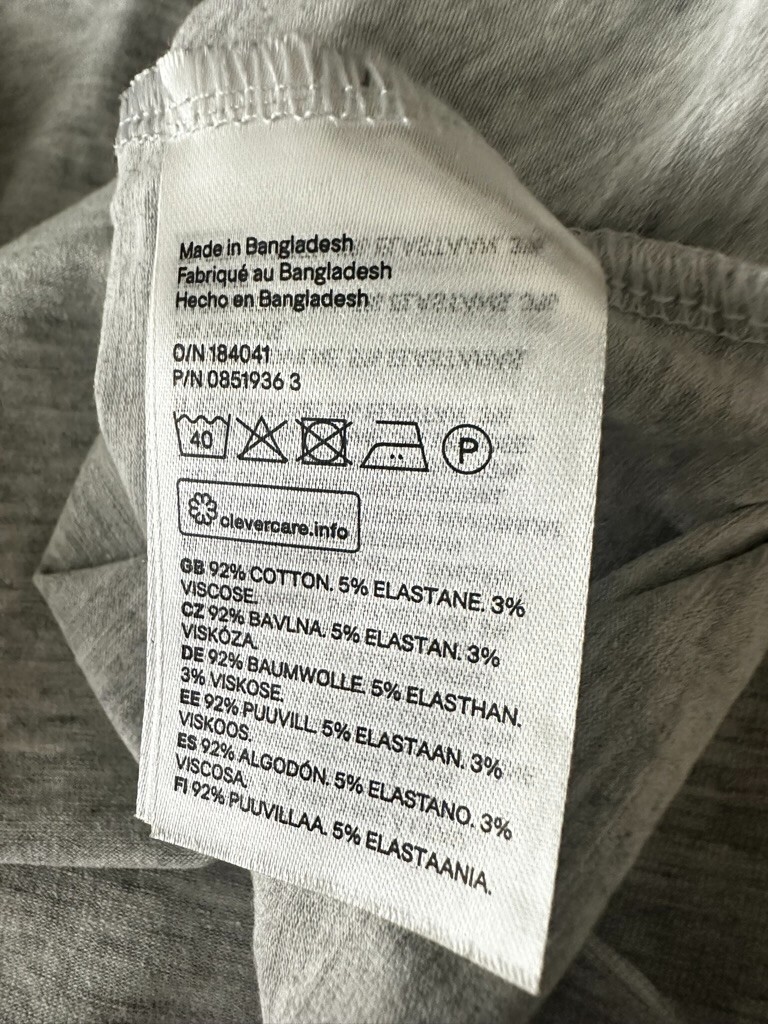 Made in Bangladesh
Fabriqué au Bangladesh
Hecho en Bangladesh
O/N 184041
P/N 0851936 3
40
P
clevercare.info
GB 92% COTTON. 5% ELASTANE. 3%
VISCOSE.
CZ 92% BAVLNA. 5% ELASTAN. 3%
VISKÓZA.
DE 92% BAUMWOLLE. 5% ELASTHAN.
3% VISKOSE.
EE 92% PUUVILL. 5% ELASTAAN. 3%
VISKOOS.
ES 92% ALGODÓN. 5% ELASTANO. 3%
VISCOSA.
FI 92% PUUVILLAA. 5% ELASTAANIA.